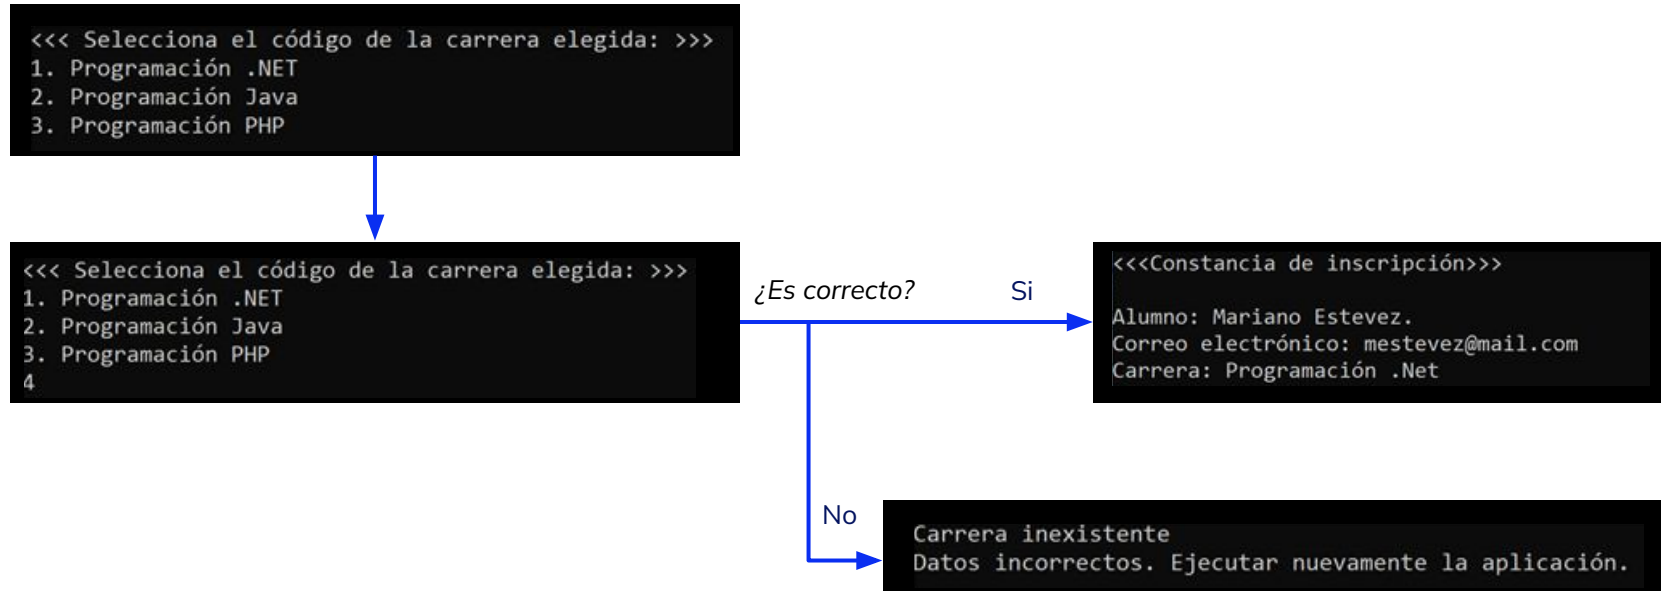 <<< Selecciona el código de la carrera elegida: >>>
1. Programación .NET
2. Programación Java
3. Programación PHP
<<< Selecciona el código de la carrera elegida: >>>
1. Programación .NET
2. Programación Java
3. Programación PHP
4
¿Es correcto?
Si
<<<Constancia de inscripción>>>
Alumno: Mariano Estevez.
Correo electrónico: mestevez@mail.com
Carrera: Programación .Net
No
Carrera inexistente
Datos incorrectos. Ejecutar nuevamente la aplicación.